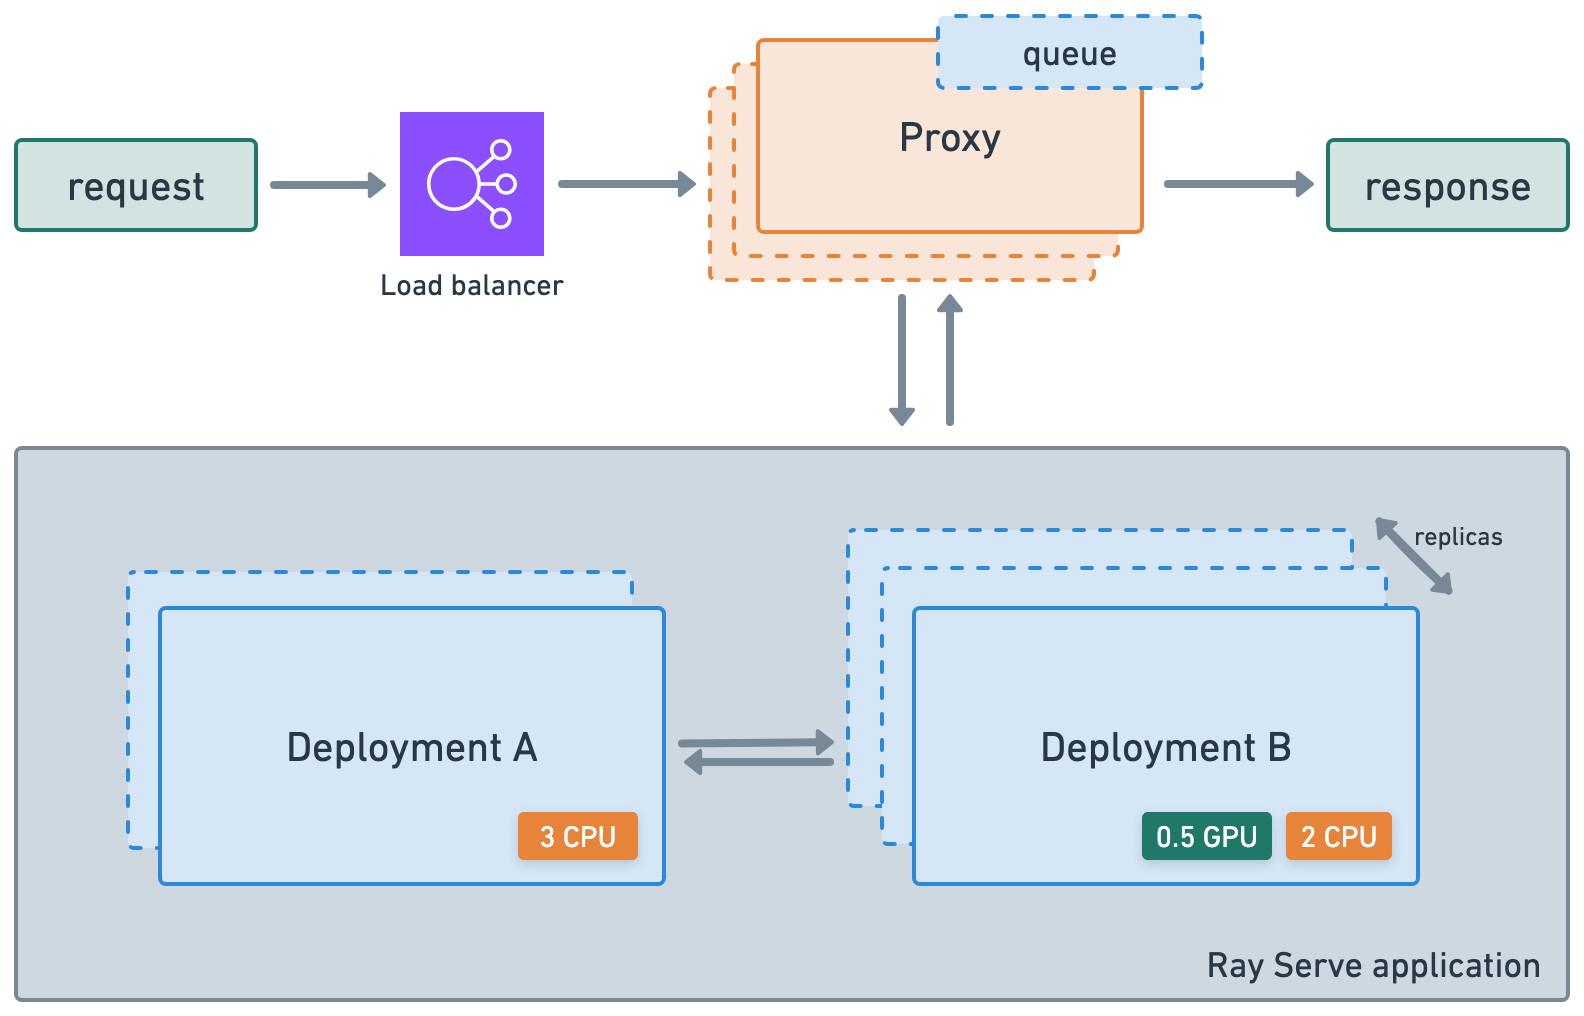 queue
Proxy
request
response
Load balancer
replicas
Deployment A
Deployment B
3 CPU
0.5 GPU
2 CPU
Ray Serve application